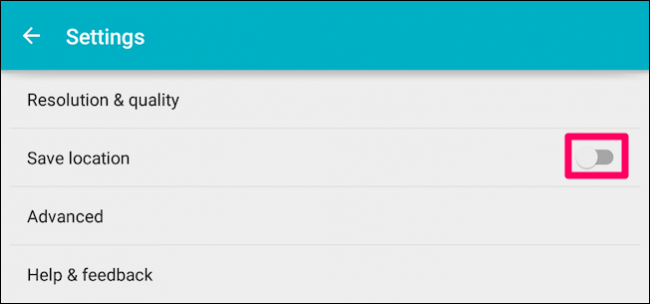 Settings
Resolution & quality
Save location
Advanced
Help & feedback